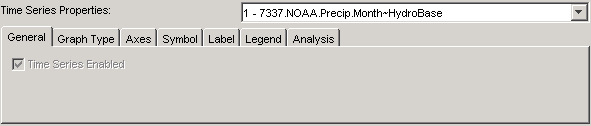 Time Series Properties: 1 - 7337.NOAA.Precip.Month~HydroBase
General Graph Type Axes Symbol Label Legend Analysis
Time Series Enabled